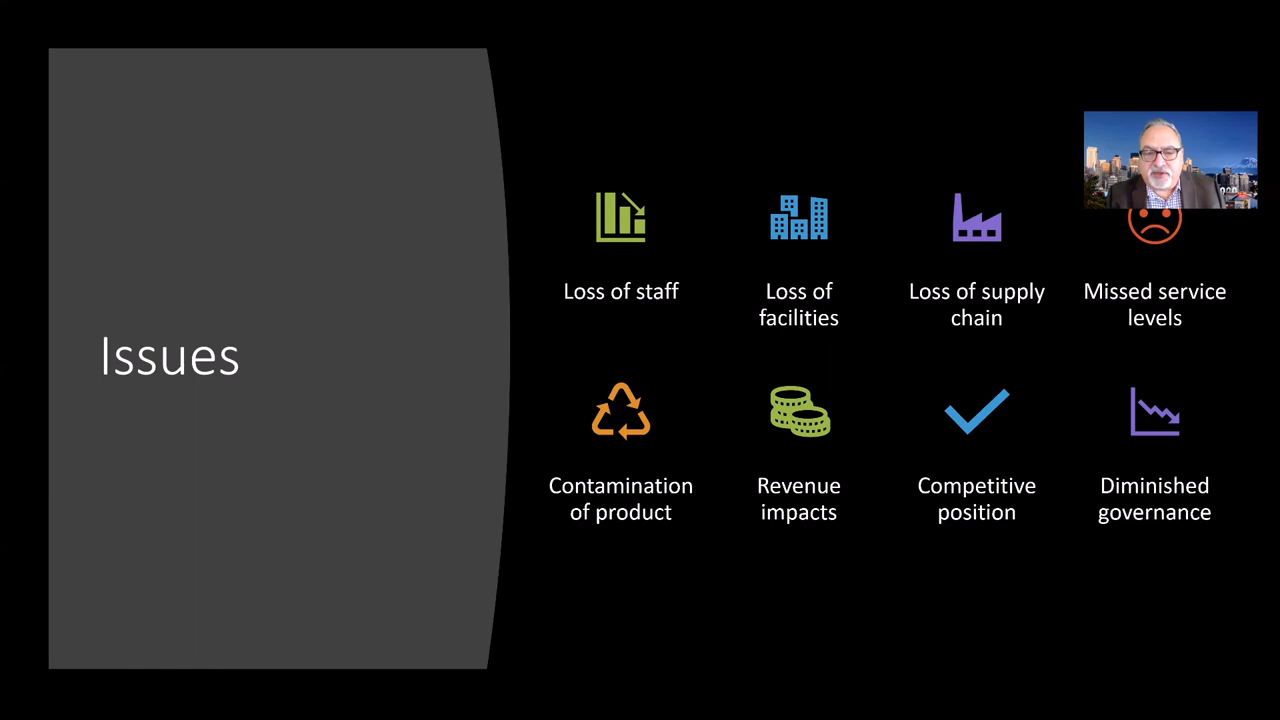 Issues
Loss of staff
Loss of
facilities
Loss of supply
chain
Missed service
levels
Contamination
of product
Revenue
impacts
Competitive
position
Diminished
governance